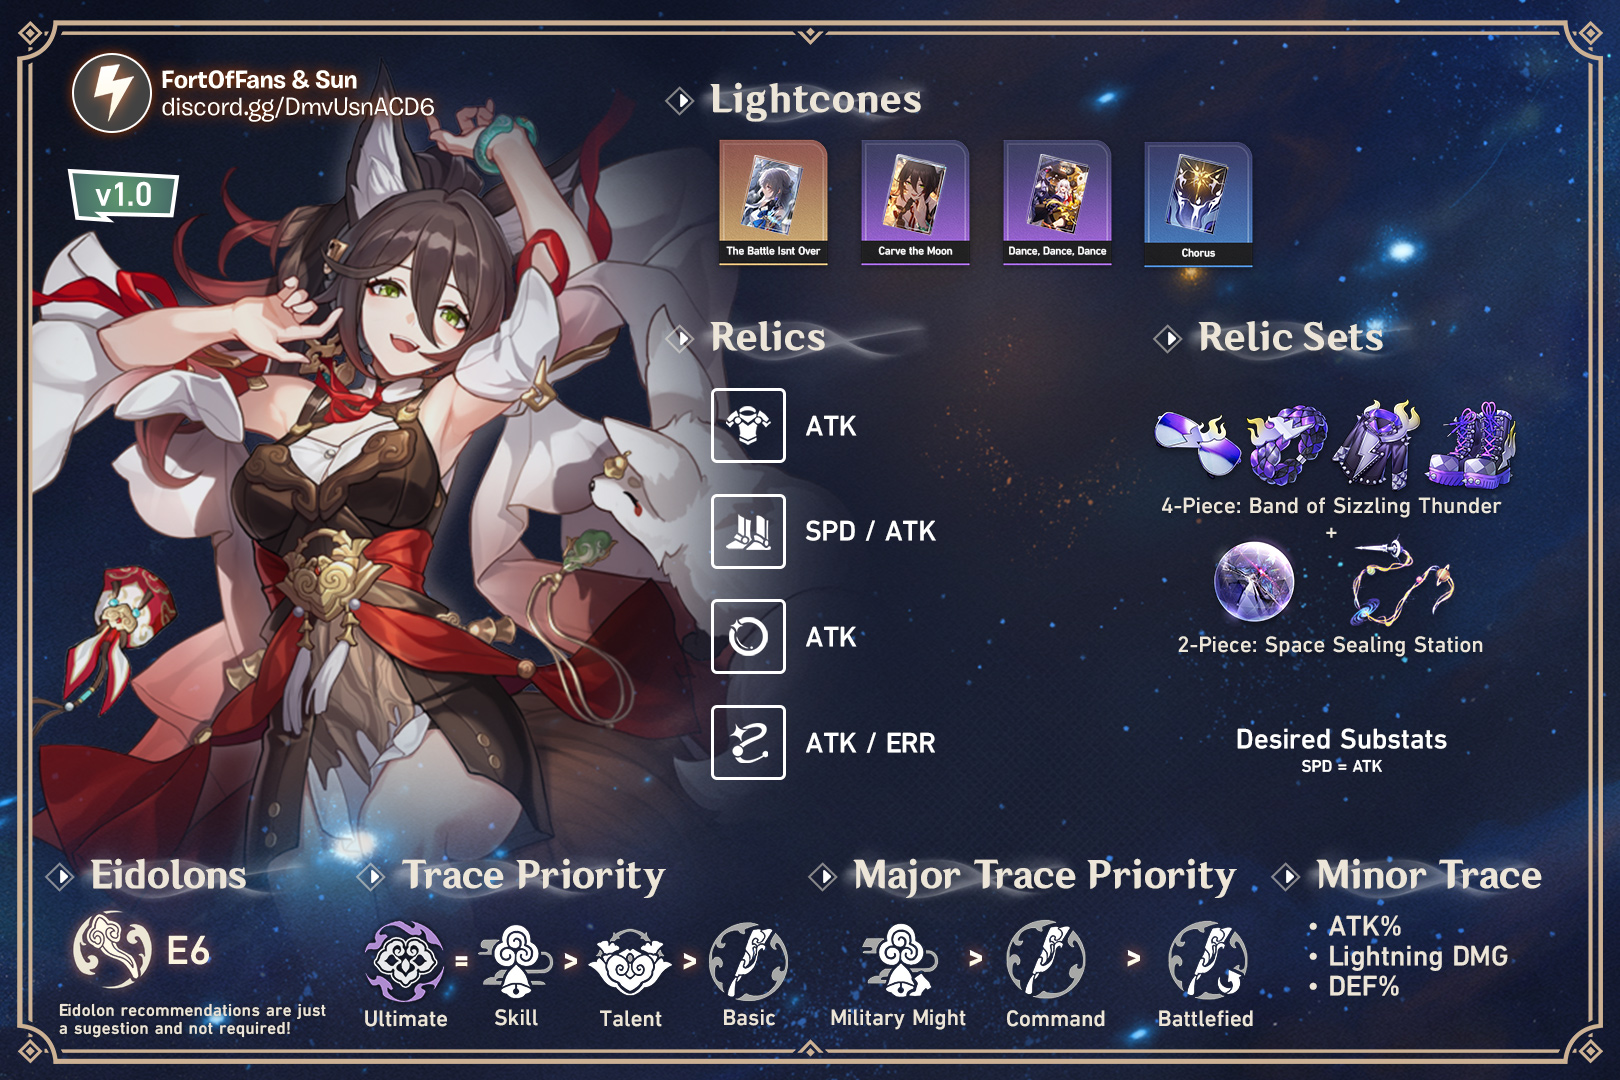 FortOfFans & Sun
discord.gg/DmvUsnACD6
v1.0
Lightcones
The Battle Isnt Over
Carve the Moon
Dance, Dance, Dance
Chorus
Relics
ATK
SPD / ATK
ATK
ATK / ERR
Relic Sets
4-Piece: Band of Sizzling Thunder
+
2-Piece: Space Sealing Station
Desired Substats
SPD = ATK
Eidolons
E6
Eidolon recommendations are just
a sugestion and not required!
Trace Priority
= > >
Ultimate Skill Talent Basic
Major Trace Priority
> >
Military Might Command Battlefied
Minor Trace
• ATK%
• Lightning DMG
• DEF%